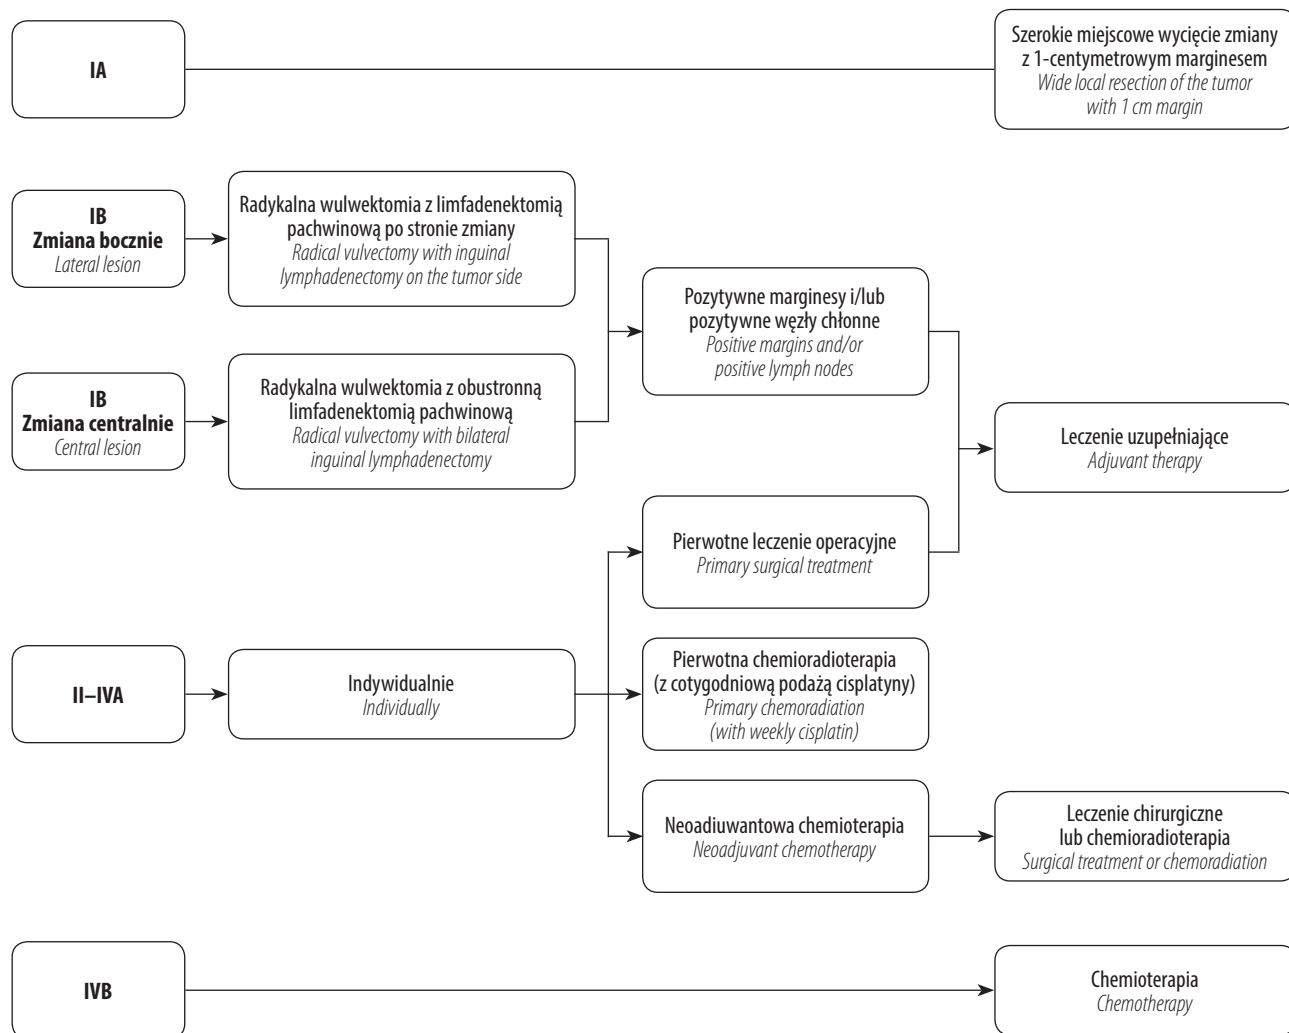 IA
Szerokie miejscowe wycięcie zmiany
z 1-centymetrowym marginesem
Wide local resection of the tumor
with 1 cm margin
IB
Zmiana bocznie
Lateral lesion
Radykalna wulwektomia z limfadenektomią
pachwinową po stronie zmiany
Radical vulvectomy with inguinal
lymphadenectomy on the tumor side
IB
Zmiana centralnie
Central lesion
Radykalna wulwektomia z obustronną
limfadenektomią pachwinową
Radical vulvectomy with bilateral
inguinal lymphadenectomy
Pozytywne marginesy i/lub
pozytywne węzły chłonne
Positive margins and/or
positive lymph nodes
Leczenie uzupełniające
Adjuvant therapy
II–IVA
Indywidualnie
Individually
Pierwotne leczenie operacyjne
Primary surgical treatment
Pierwotna chemioradioterapia
(z cotygodniową podażą cisplatyny)
Primary chemoradiation
(with weekly cisplatin)
Neoadiuwantowa chemioterapia
Neoadjuvant chemotherapy
Leczenie chirurgiczne
lub chemioradioterapia
Surgical treatment or chemoradiation
IVB
Chemioterapia
Chemotherapy